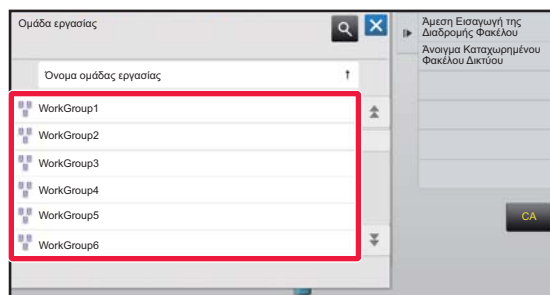 Ομάδα εργασίας
Όνομα ομάδας εργασίας
WorkGroup1
WorkGroup2
WorkGroup3
WorkGroup4
WorkGroup5
WorkGroup6
Άμεση Εισαγωγή της
Διαδρομής Φακέλου
Άνοιγμα Καταχωρημένου
Φακέλου Δικτύου
CA